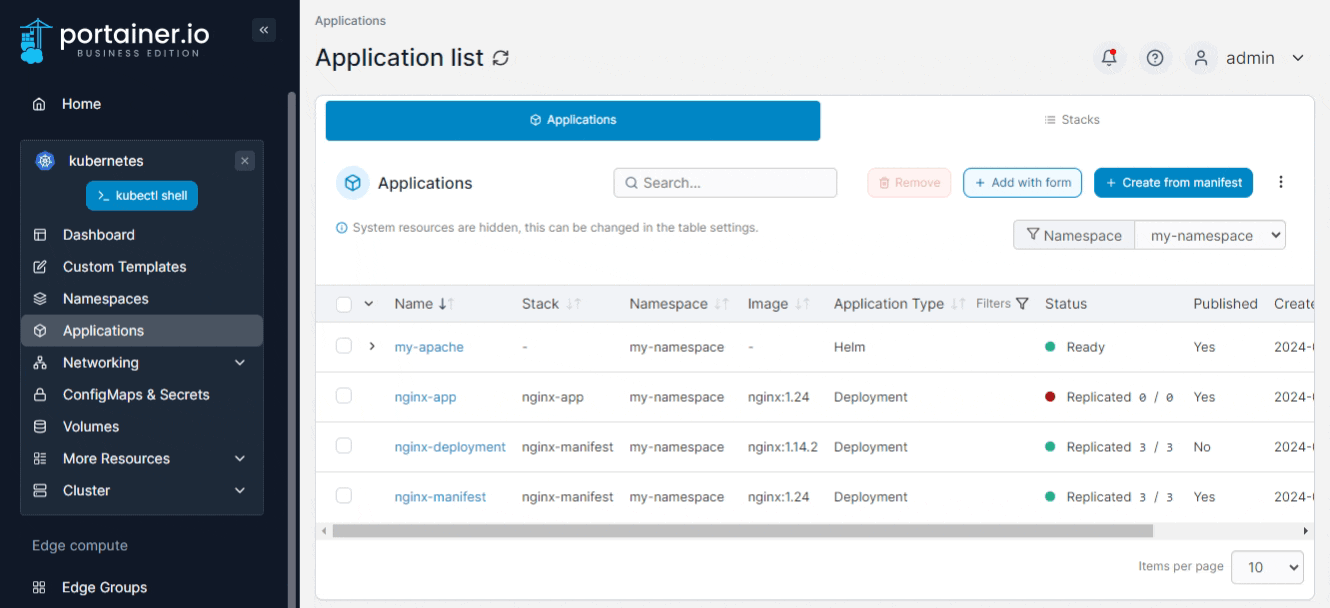 portainer.io
BUSINESS EDITION
Home
kubernetes
>_ kubectl shell
Dashboard
Custom Templates
Namespaces
Applications
Networking
ConfigMaps & Secrets
Volumes
More Resources
Cluster
Edge compute
Edge Groups
Applications
Application list
admin
Applications
Stacks
Applications
Search...
Remove
+ Add with form
+ Create from manifest
System resources are hidden, this can be changed in the table settings.
Namespace my-namespace
Name Stack Namespace Image Application Type Filters Status Published Create
my-apache - my-namespace - Helm Ready Yes 2024-
nginx-app nginx-app my-namespace nginx:1.24 Deployment Replicated 0 / 0 Yes 2024-
nginx-deployment nginx-manifest my-namespace nginx:1.14.2 Deployment Replicated 3 / 3 No 2024-
nginx-manifest nginx-manifest my-namespace nginx:1.24 Deployment Replicated 3 / 3 Yes 2024-
Items per page 10